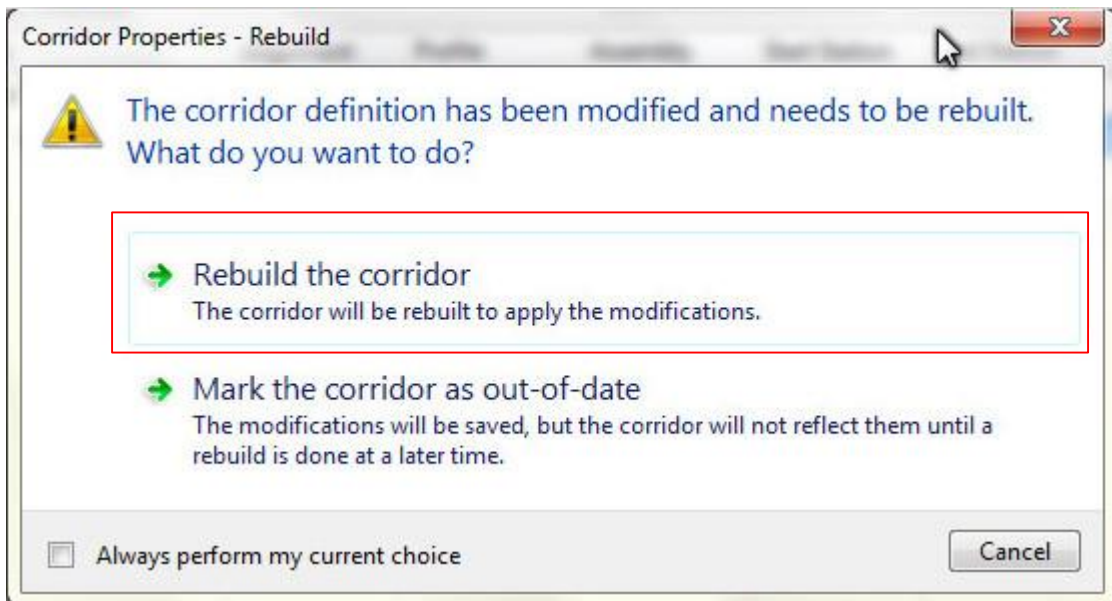 Corridor Properties - Rebuild
The corridor definition has been modified and needs to be rebuilt.
What do you want to do?
Rebuild the corridor
The corridor will be rebuilt to apply the modifications.
Mark the corridor as out-of-date
The modifications will be saved, but the corridor will not reflect them until a
rebuild is done at a later time.
Always perform my current choice
Cancel